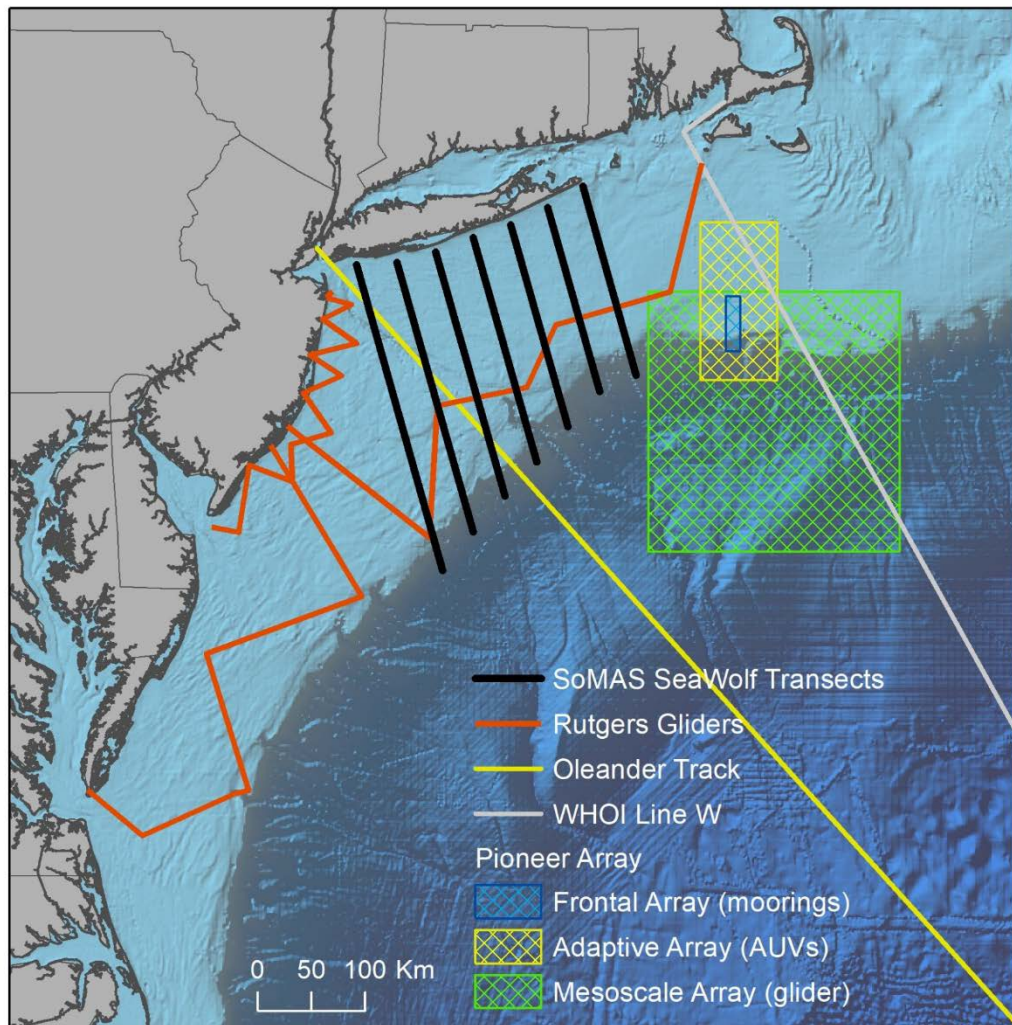 SoMAS SeaWolf Transects
Rutgers Gliders
Oleander Track
WHOI Line W
Pioneer Array
Frontal Array (moorings)
Adaptive Array (AUVs)
Mesoscale Array (glider)
0 50 100 Km